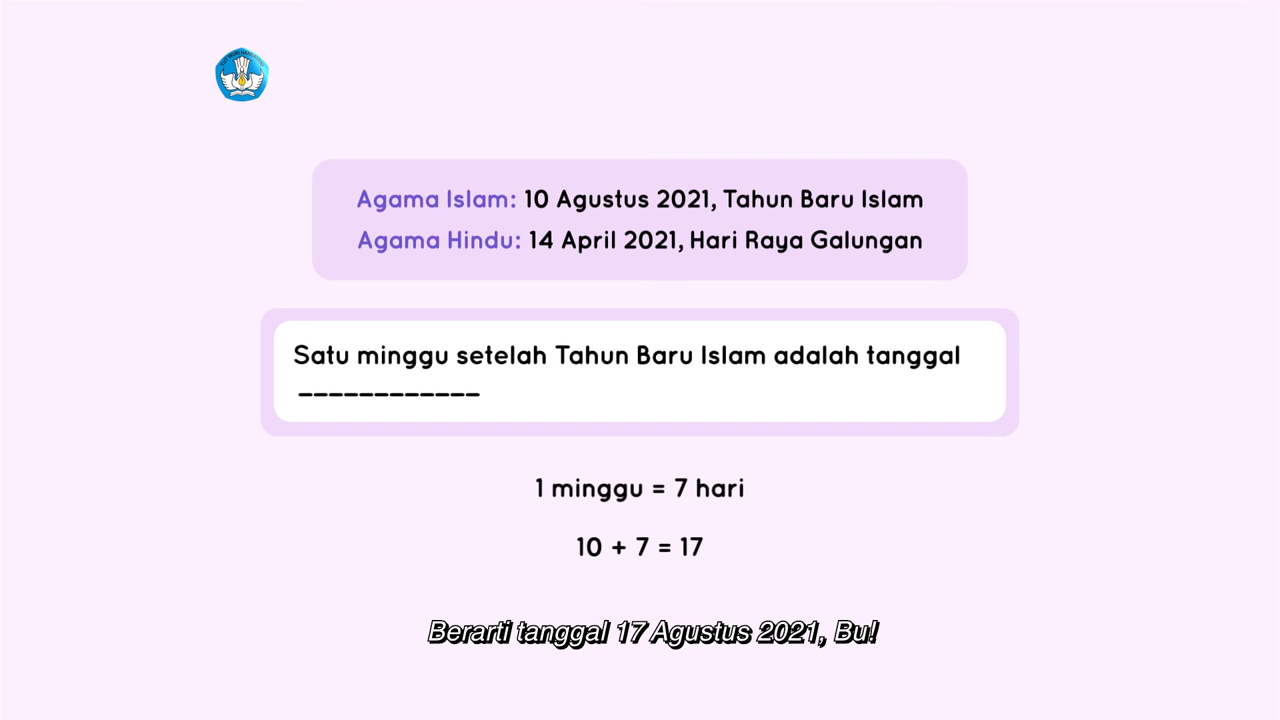 Agama Islam: 10 Agustus 2021, Tahun Baru Islam
Agama Hindu: 14 April 2021, Hari Raya Galungan
Satu minggu setelah Tahun Baru Islam adalah tanggal
____________
1 minggu = 7 hari
10 + 7 = 17
Berarti tanggal 17 Agustus 2021, Bu!